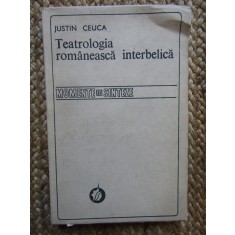 JUSTIN CEUCA
Teatrologia
românească interbelică
MOMENTE ȘI SINTEZE